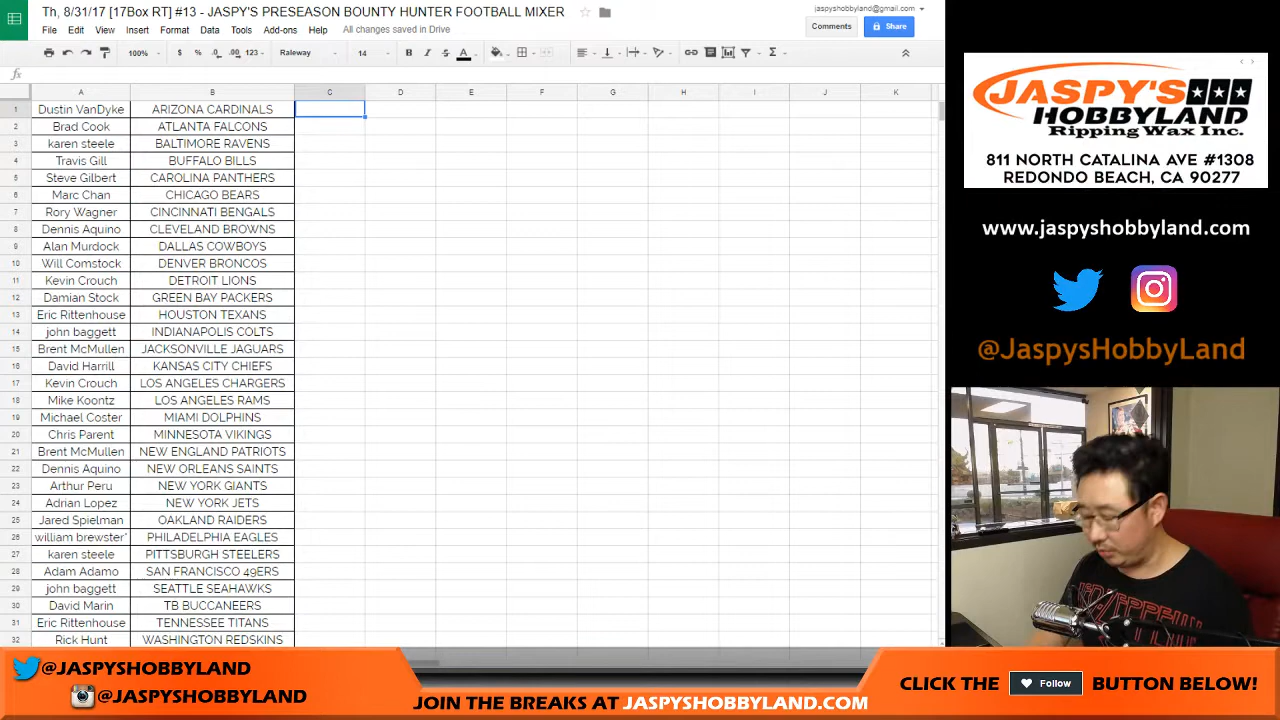 Th, 8/31/17 [17Box RT] #13 - JASPY'S PRESEASON BOUNTY HUNTER FOOTBALL MIXER
jaspyshobbyland@gmail.com
File Edit View Insert Format Data Tools Add-ons Help All changes saved in Drive
Comments
Share
100% $ % .0 .00 123 Raleway 14 B I S A
fx
A B C D E F G H I J K
1 Dustin VanDyke ARIZONA CARDINALS
2 Brad Cook ATLANTA FALCONS
3 karen steele BALTIMORE RAVENS
4 Travis Gill BUFFALO BILLS
5 Steve Gilbert CAROLINA PANTHERS
6 Marc Chan CHICAGO BEARS
7 Rory Wagner CINCINNATI BENGALS
8 Dennis Aquino CLEVELAND BROWNS
9 Alan Murdock DALLAS COWBOYS
10 Will Comstock DENVER BRONCOS
11 Kevin Crouch DETROIT LIONS
12 Damian Stock GREEN BAY PACKERS
13 Eric Rittenhouse HOUSTON TEXANS
14 john baggett INDIANAPOLIS COLTS
15 Brent McMullen JACKSONVILLE JAGUARS
16 David Harrill KANSAS CITY CHIEFS
17 Kevin Crouch LOS ANGELES CHARGERS
18 Mike Koontz LOS ANGELES RAMS
19 Michael Coster MIAMI DOLPHINS
20 Chris Parent MINNESOTA VIKINGS
21 Brent McMullen NEW ENGLAND PATRIOTS
22 Dennis Aquino NEW ORLEANS SAINTS
23 Arthur Peru NEW YORK GIANTS
24 Adrian Lopez NEW YORK JETS
25 Jared Spielman OAKLAND RAIDERS
26 william brewster* PHILADELPHIA EAGLES
27 karen steele PITTSBURGH STEELERS
28 Adam Adamo SAN FRANCISCO 49ERS
29 john baggett SEATTLE SEAHAWKS
30 David Marin TB BUCCANEERS
31 Eric Rittenhouse TENNESSEE TITANS
32 Rick Hunt WASHINGTON REDSKINS
JASPY'S
HOBBYLAND
Ripping Wax Inc.
811 NORTH CATALINA AVE #1308
REDONDO BEACH, CA 90277
www.jaspyshobbyland.com
@JaspysHobbyLand
LED ZEPPELIN
@JASPYSHOBBYLAND
@JASPYSHOBBYLAND
JOIN THE BREAKS AT JASPYSHOBBYLAND.COM
CLICK THE Follow BUTTON BELOW!